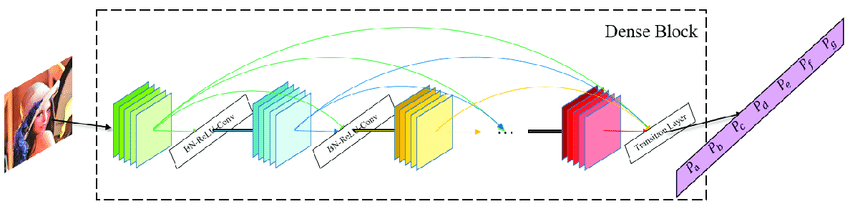 Dense Block
BN-ReLU-Conv
BN-ReLU-Conv
...
Transition Layer
Pa
Pb
Pc
Pd
Pe
Pf
Pg